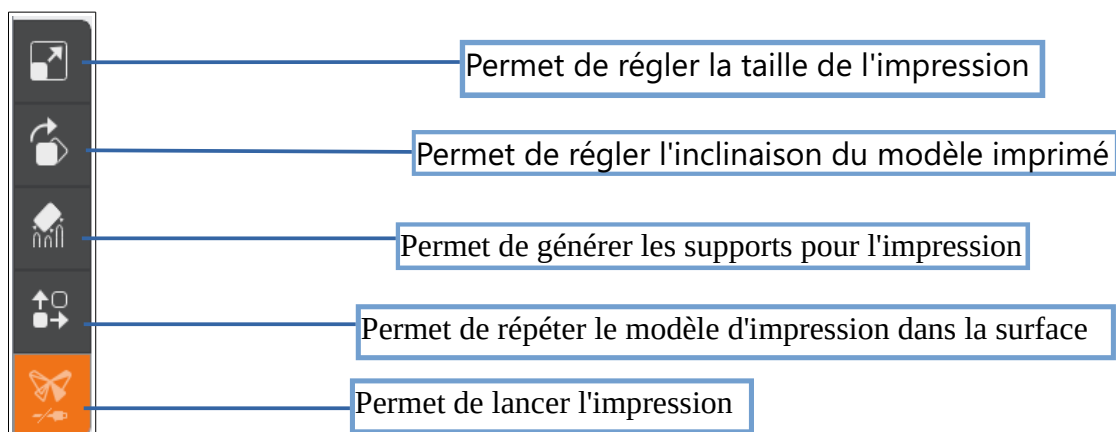 Permet de régler la taille de l'impression
Permet de régler l'inclinaison du modèle imprimé
Permet de générer les supports pour l'impression
Permet de répéter le modèle d'impression dans la surface
Permet de lancer l'impression